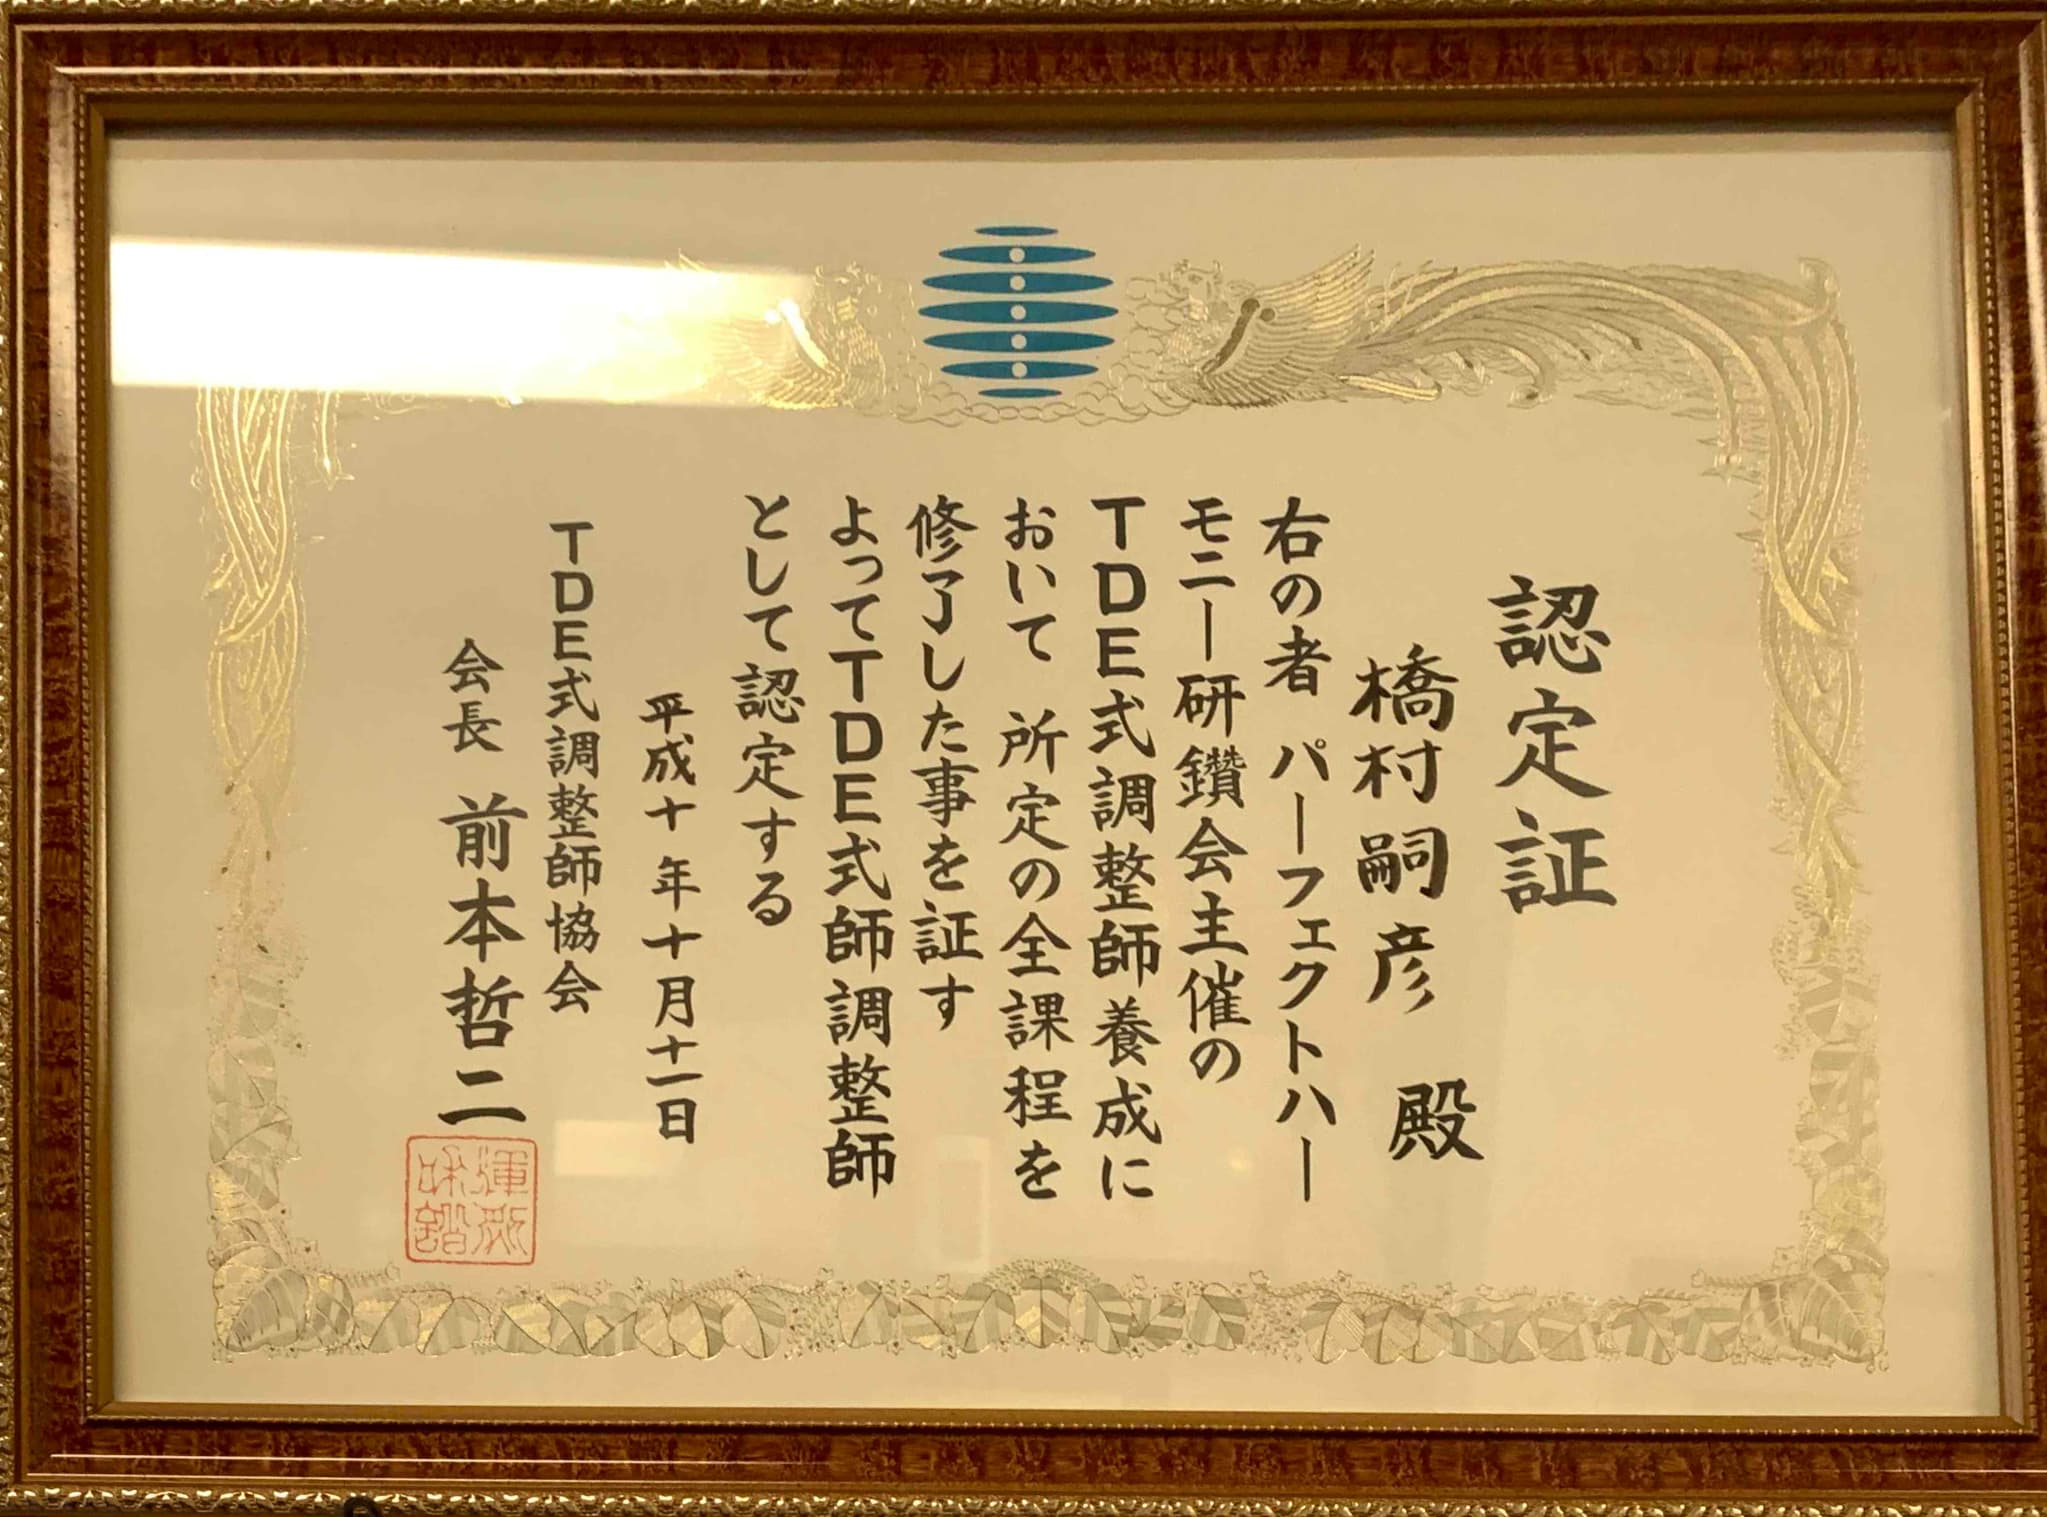 認定証
橋村嗣彦 殿
右の者 パーフェクトハー
モニー研鑽会主催の
TDE式調整師養成に
おいて 所定の全課程を
修了した事を証す
よってTDE式師調整師
として認定する
平成十年十月十一日
TDE式調整師協会
会長 前本哲二